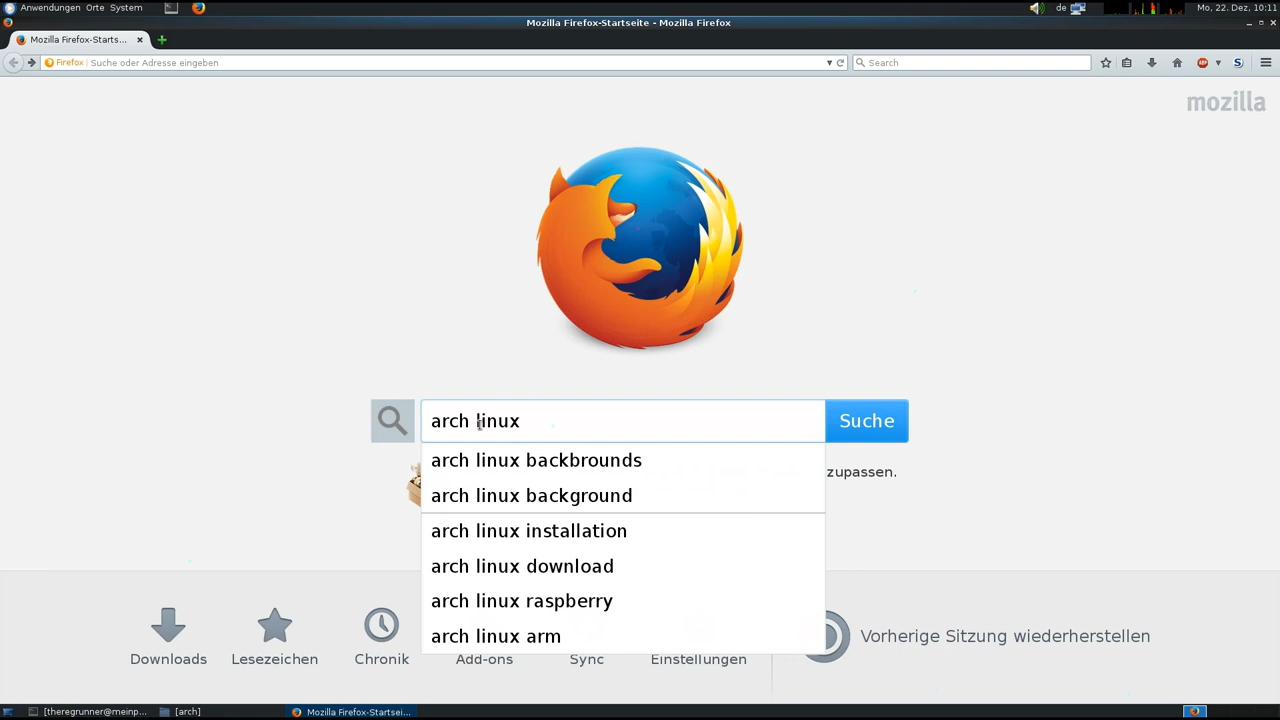 Anwendungen Orte System
de
Mo, 22. Dez, 10:11
Mozilla Firefox-Startseite - Mozilla Firefox
Mozilla Firefox-Starts...
Firefox
Suche oder Adresse eingeben
Search
ABP
S
mozilla
arch linux
Suche
arch linux backbrounds
zupassen.
arch linux background
arch linux installation
arch linux download
arch linux raspberry
arch linux arm
Vorherige Sitzung wiederherstellen
Downloads
Lesezeichen
Chronik
Add-ons
Sync
Einstellungen
[theregrunner@meinp...
[arch]
Mozilla Firefox-Startsei...